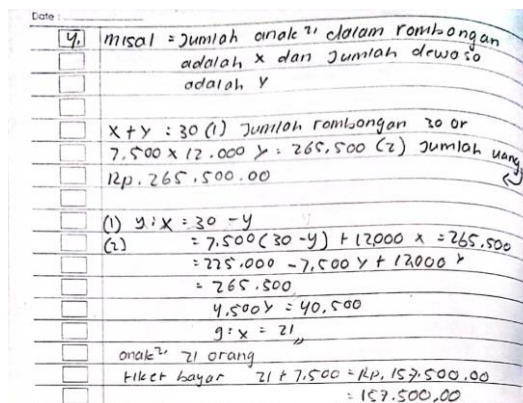 Date :
4. misal = Jumlah anak² dalam rombongan
adalah x dan Jumlah dewoso
adalah y
x + y : 30 (1) Jumlah rombongan 30 or
7.500 x 12.000 y = 265,500 (2) Jumlah uang
Rp. 265.500.00
(1) y : x = 30 - y
(2) = 7.500 (30 - y) + 12000 x = 265.500
= 225.000 - 7,500 y + 12,000 y
= 265.500
4,500 y = 40,500
9 : x = 21 ,,
anak² 21 orang
tiket bayar 21 + 7,500 = Rp. 157.500.00
= 157.500,00